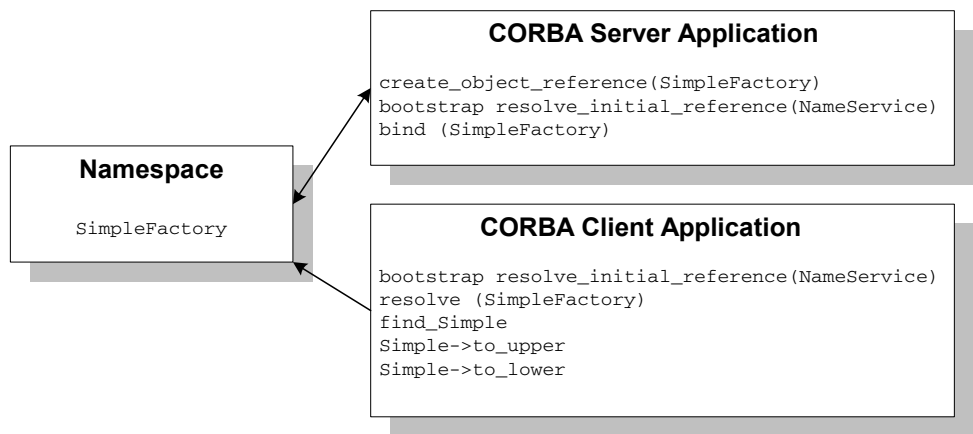 CORBA Server Application
create_object_reference(SimpleFactory)
bootstrap resolve_initial_reference(NameService)
bind (SimpleFactory)
Namespace
SimpleFactory
CORBA Client Application
bootstrap resolve_initial_reference(NameService)
resolve (SimpleFactory)
find_Simple
Simple->to_upper
Simple->to_lower